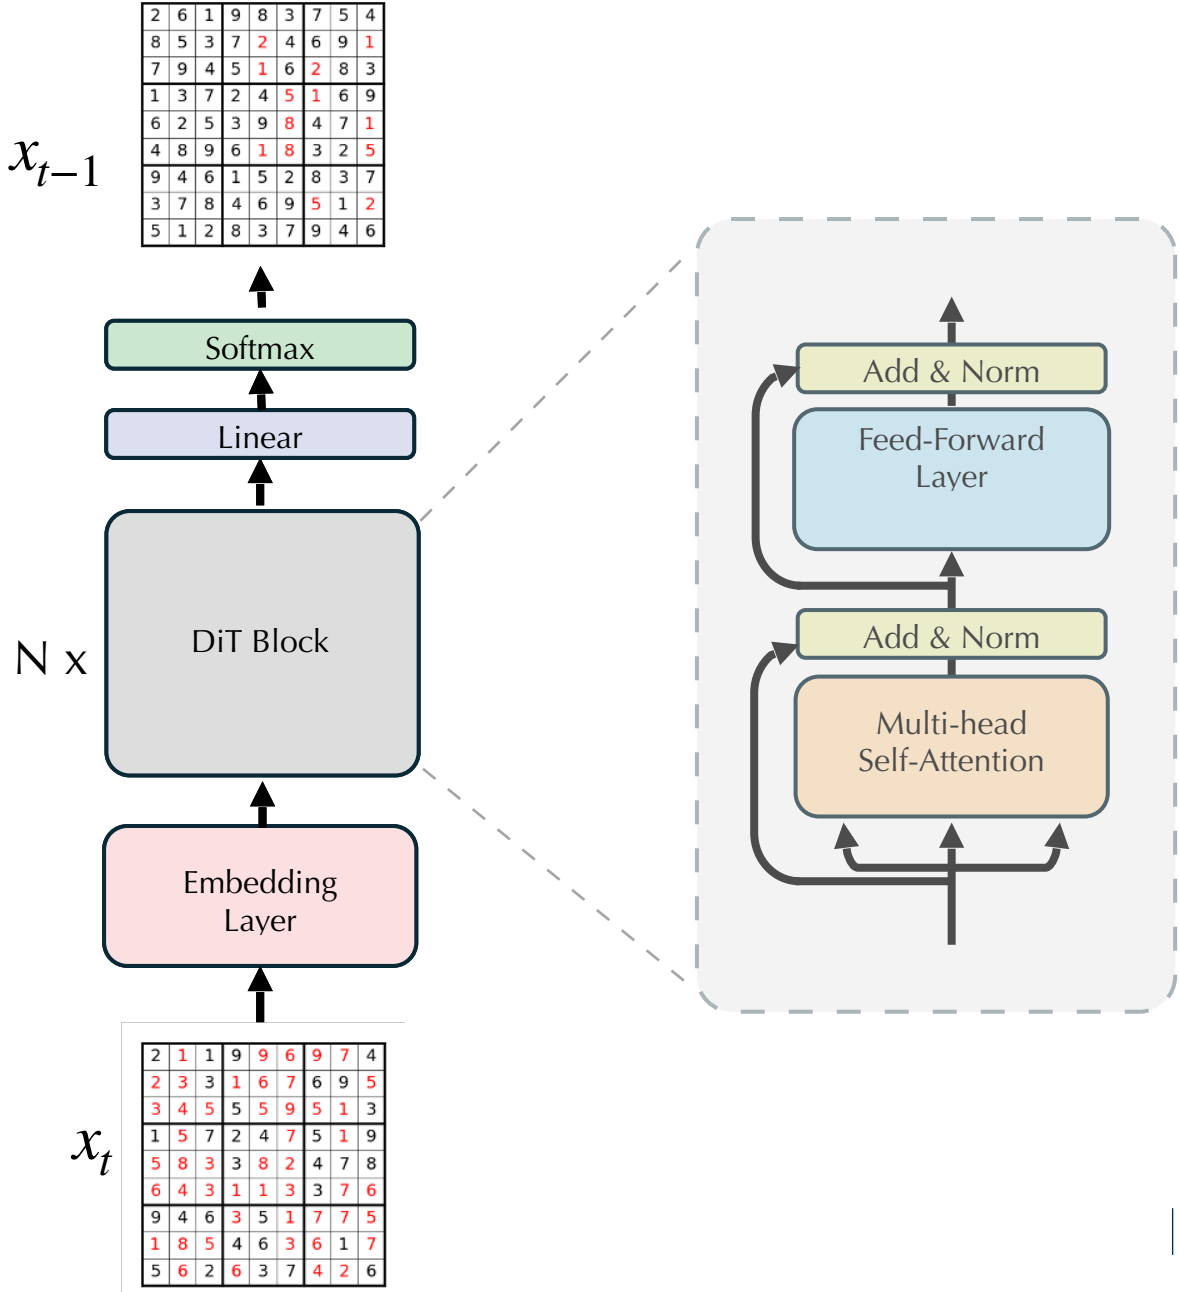 2 6 1 9 8 3 7 5 4
8 5 3 7 2 4 6 9 1
7 9 4 5 1 6 2 8 3
1 3 7 2 4 5 1 6 9
6 2 5 3 9 8 4 7 1
4 8 9 6 1 8 3 2 5
9 4 6 1 5 2 8 3 7
3 7 8 4 6 9 5 1 2
5 1 2 8 3 7 9 4 6
x_{t−1}
Softmax
Linear
DiT Block
N x
Embedding
Layer
2 1 1 9 9 6 9 7 4
2 3 3 1 6 7 6 9 5
3 4 5 5 5 9 5 1 3
1 5 7 2 4 7 5 1 9
5 8 3 3 8 2 4 7 8
6 4 3 1 1 3 3 7 6
9 4 6 3 5 1 7 7 5
1 8 5 4 6 3 6 1 7
5 6 2 6 3 7 4 2 6
x_t
Add & Norm
Feed-Forward
Layer
Add & Norm
Multi-head
Self-Attention